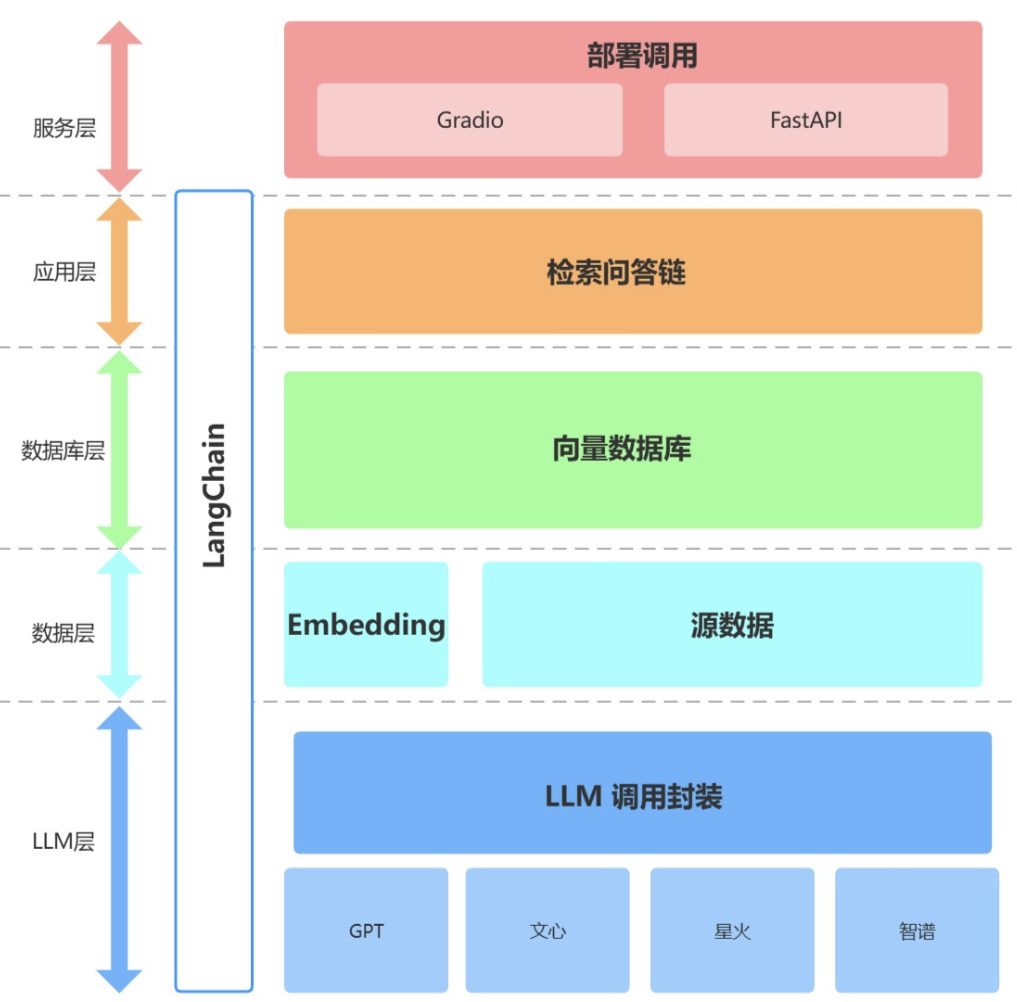 部署调用
Gradio
FastAPI
服务层
应用层
检索问答链
数据库层
LangChain
向量数据库
数据层
Embedding
源数据
LLM层
LLM 调用封装
GPT
文心
星火
智谱